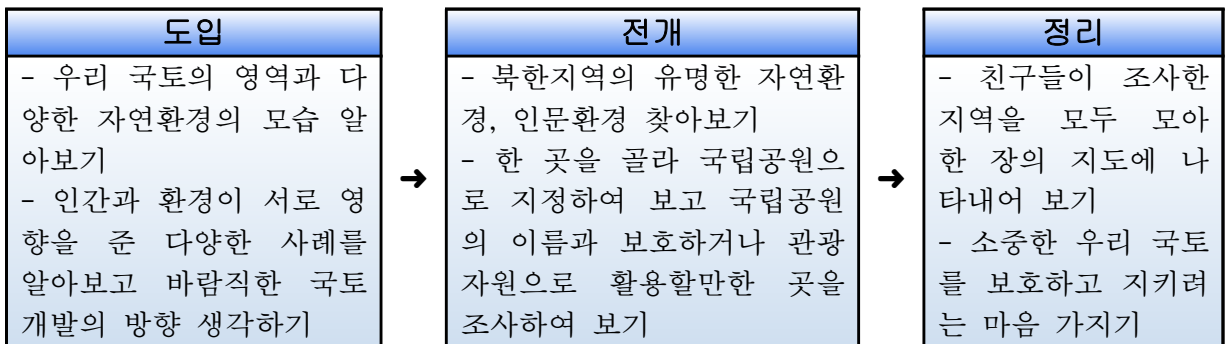 도입
- 우리 국토의 영역과 다
양한 자연환경의 모습 알
아보기
- 인간과 환경이 서로 영
향을 준 다양한 사례를
알아보고 바람직한 국토
개발의 방향 생각하기
➜
전개
- 북한지역의 유명한 자연환
경, 인문환경 찾아보기
- 한 곳을 골라 국립공원으
로 지정하여 보고 국립공원
의 이름과 보호하거나 관광
자원으로 활용할만한 곳을
조사하여 보기
➜
정리
- 친구들이 조사한
지역을 모두 모아
한 장의 지도에 나
타내어 보기
- 소중한 우리 국토
를 보호하고 지키려
는 마음 가지기